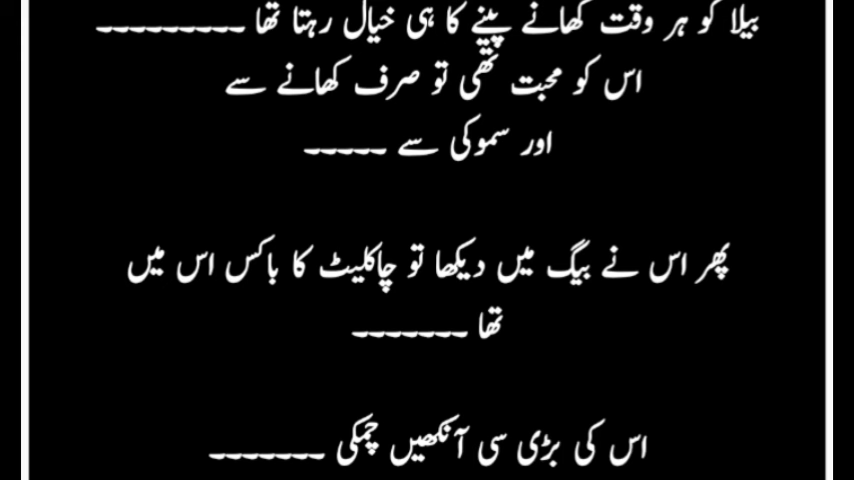 بیلا کو ہر وقت کھانے پینے کا ہی خیال رہتا تھا ----------
اس کو محبت تھی تو صرف کھانے سے
اور سموکی سے -----
پھر اس نے بیگ میں دیکھا تو چاکلیٹ کا باکس اس میں
تھا -------
اس کی بڑی سی آنکھیں چمکی -------